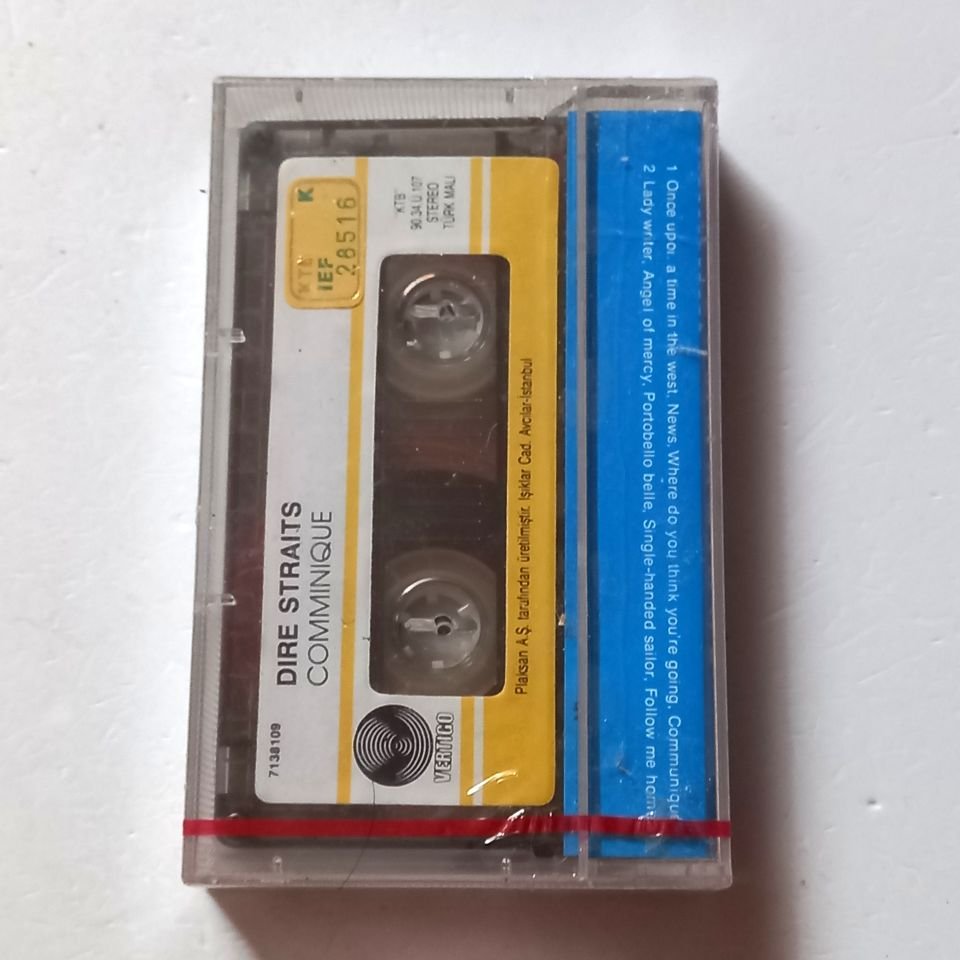 KTB
IEF K
26516
"KTB"
90.34.U.107
STEREO
TÜRK MALI
DIRE STRAITS
COMMINIQUE
7138109
VERTIGO
Plaksan A.Ş. tarafından üretilmiştir. Işıklar Cad. Avcılar-İstanbul
1 Once upon a time in the west, News, Where do you think you're going, Communiqu
2 Lady writer, Angel of mercy, Portobello belle, Single-handed sailor, Follow me home